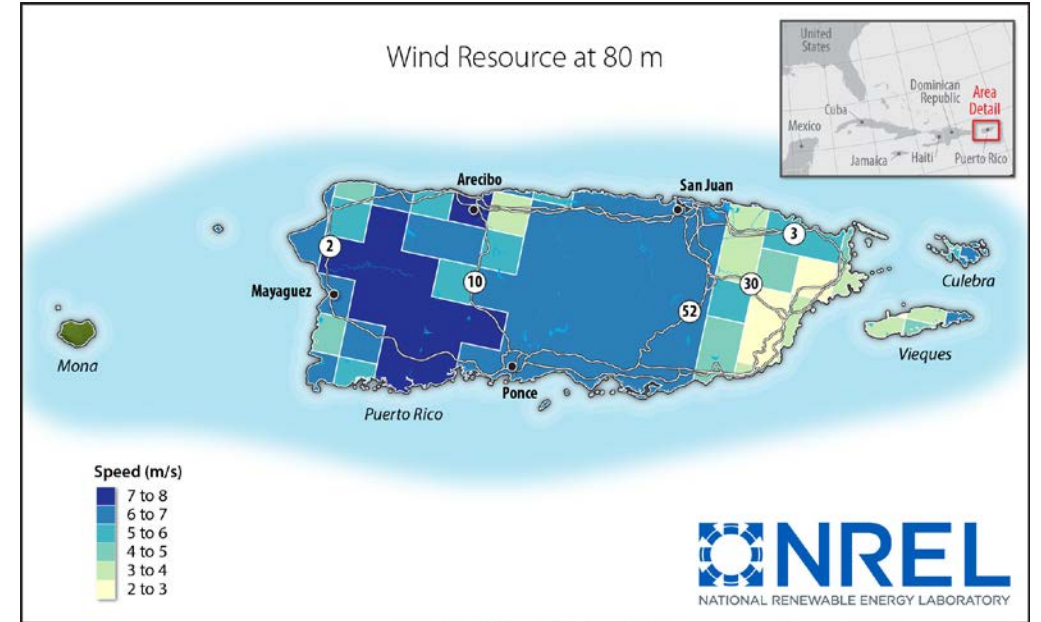 Wind Resource at 80 m
United
States
Dominican
Republic
Area
Detail
Cuba
Mexico
Jamaica
Haiti
Puerto Rico
Arecibo
San Juan
3
2
Culebra
10
30
Mayaguez
52
Mona
Vieques
Ponce
Puerto Rico
Speed (m/s)
7 to 8
6 to 7
5 to 6
4 to 5
3 to 4
2 to 3
NREL
NATIONAL RENEWABLE ENERGY LABORATORY